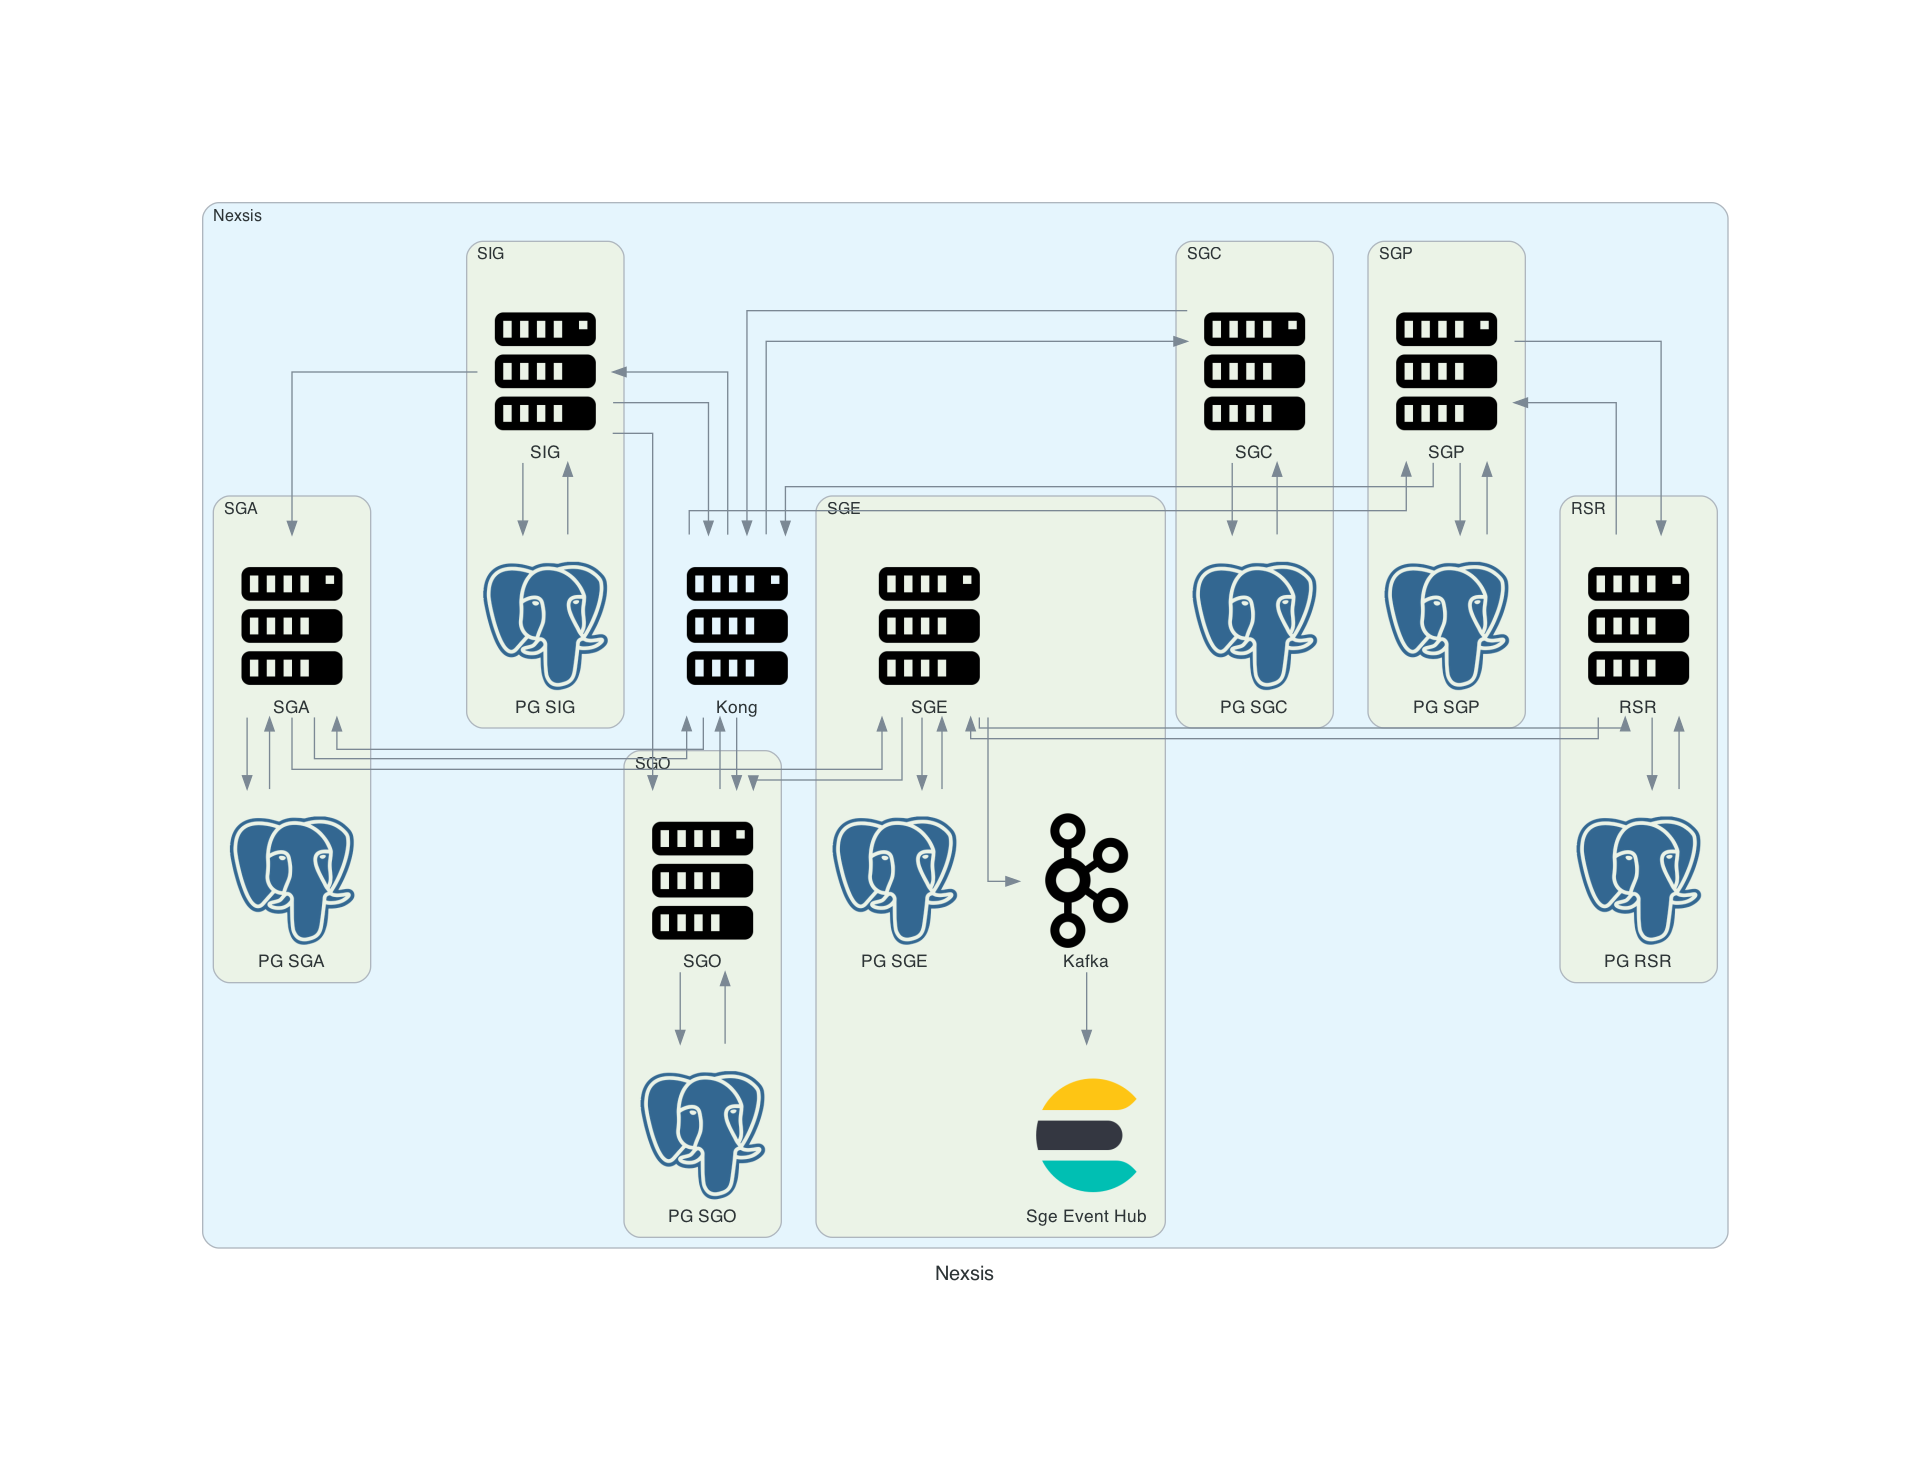 Nexsis
SIG
SGC
SGP
SIG
SGC
SGP
SGA
SGE
RSR
SGA
PG SIG
Kong
SGE
PG SGC
PG SGP
RSR
SGO
PG SGA
SGO
PG SGE
Kafka
PG RSR
PG SGO
Sge Event Hub
Nexsis